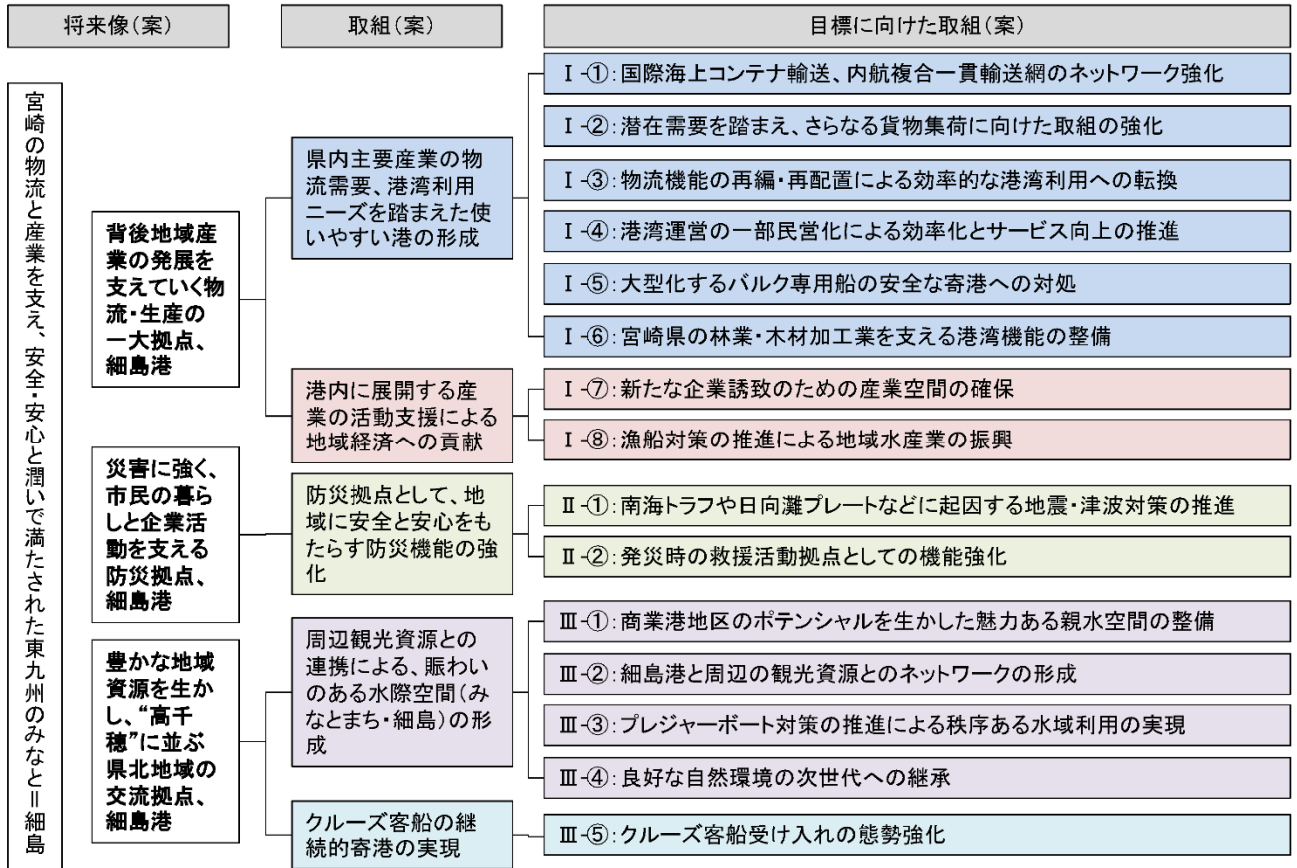 将来像(案)
取組(案)
目標に向けた取組(案)
宮崎の物流と産業を支え、安全・安心と潤いで満たされた東九州のみなと＝細島
背後地域産
業の発展を
支えていく物
流・生産の
一大拠点、
細島港
県内主要産業の物
流需要、港湾利用
ニーズを踏まえた使
いやすい港の形成
Ⅰ-①:国際海上コンテナ輸送、内航複合一貫輸送網のネットワーク強化
Ⅰ-②:潜在需要を踏まえ、さらなる貨物集荷に向けた取組の強化
Ⅰ-③:物流機能の再編・再配置による効率的な港湾利用への転換
Ⅰ-④:港湾運営の一部民営化による効率化とサービス向上の推進
Ⅰ-⑤:大型化するバルク専用船の安全な寄港への対処
Ⅰ-⑥:宮崎県の林業・木材加工業を支える港湾機能の整備
港内に展開する産
業の活動支援による
地域経済への貢献
Ⅰ-⑦:新たな企業誘致のための産業空間の確保
Ⅰ-⑧:漁船対策の推進による地域水産業の振興
災害に強く、
市民の暮ら
しと企業活
動を支える
防災拠点、
細島港
防災拠点として、地
域に安全と安心をも
たらす防災機能の強
化
Ⅱ-①:南海トラフや日向灘プレートなどに起因する地震・津波対策の推進
Ⅱ-②:発災時の救援活動拠点としての機能強化
豊かな地域
資源を生か
し、“高千
穂”に並ぶ
県北地域の
交流拠点、
細島港
周辺観光資源との
連携による、賑わい
のある水際空間(み
なとまち・細島)の形
成
Ⅲ-①:商業港地区のポテンシャルを生かした魅力ある親水空間の整備
Ⅲ-②:細島港と周辺の観光資源とのネットワークの形成
Ⅲ-③:プレジャーボート対策の推進による秩序ある水域利用の実現
Ⅲ-④:良好な自然環境の次世代への継承
クルーズ客船の継
続的寄港の実現
Ⅲ-⑤:クルーズ客船受け入れの態勢強化